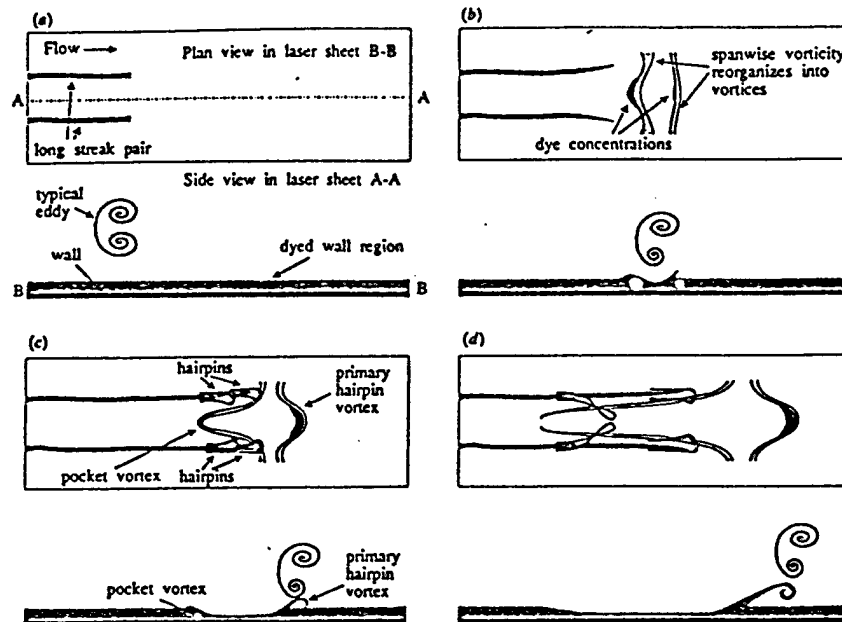 (a)
Flow
Plan view in laser sheet B-B
A
A
long streak pair
Side view in laser sheet A-A
typical
eddy
wall
dyed wall region
B
B
(b)
spanwise vorticity
reorganizes into
vortices
dye concentrations
(c)
hairpins
primary
hairpin
vortex
pocket vortex
hairpins
pocket vortex
primary
hairpin
vortex
(d)